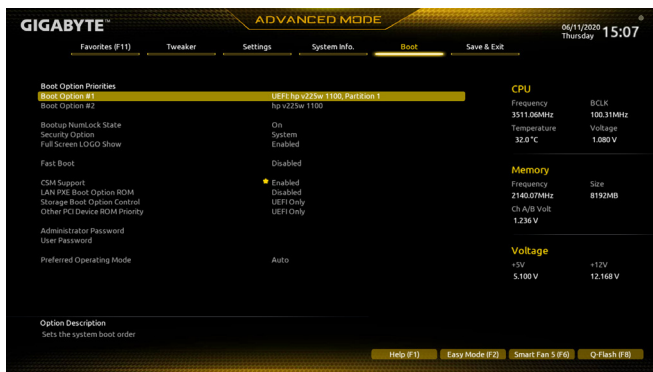 GIGABYTE™
ADVANCED MODE
06/11/2020 Thursday 15:07
Favorites (F11) Tweaker Settings System Info. Boot Save & Exit
Boot Option Priorities
Boot Option #1 UEFI: hp v225w 1100, Partition 1
Boot Option #2 hp v225w 1100
Bootup NumLock State On
Security Option System
Full Screen LOGO Show Enabled
Fast Boot Disabled
CSM Support Enabled
LAN PXE Boot Option ROM Disabled
Storage Boot Option Control UEFI Only
Other PCI Device ROM Priority UEFI Only
Administrator Password
User Password
Preferred Operating Mode Auto
CPU
Frequency BCLK
3511.06MHz 100.31MHz
Temperature Voltage
32.0 °C 1.080 V
Memory
Frequency Size
2140.07MHz 8192MB
Ch A/B Volt
1.236 V
Voltage
+5V +12V
5.100 V 12.168 V
Option Description
Sets the system boot order
Help (F1) Easy Mode (F2) Smart Fan 5 (F6) Q-Flash (F8)